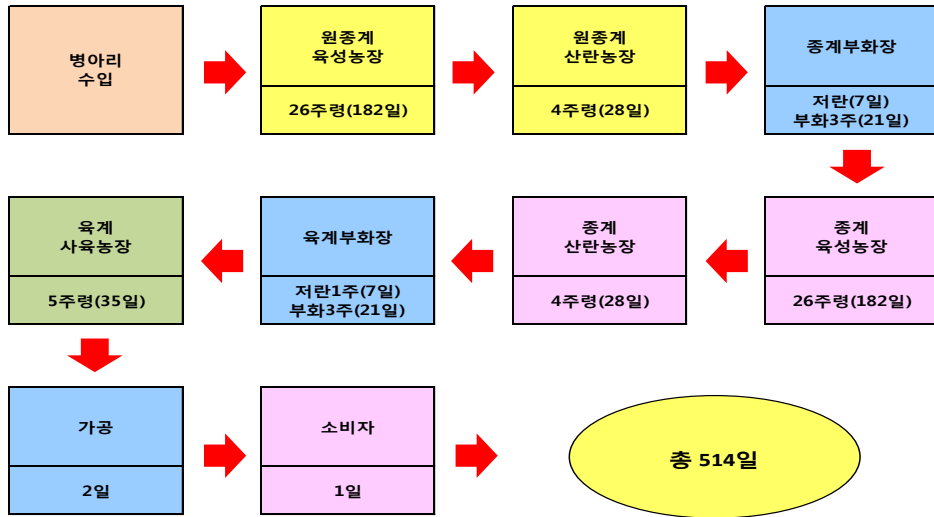 병아리
수입
원종계
육성농장
26주령(182일)
원종계
산란농장
4주령(28일)
종계부화장
저란(7일)
부화3주(21일)
육계
사육농장
5주령(35일)
육계부화장
저란1주(7일)
부화3주(21일)
종계
산란농장
4주령(28일)
종계
육성농장
26주령(182일)
가공
2일
소비자
1일
총 514일